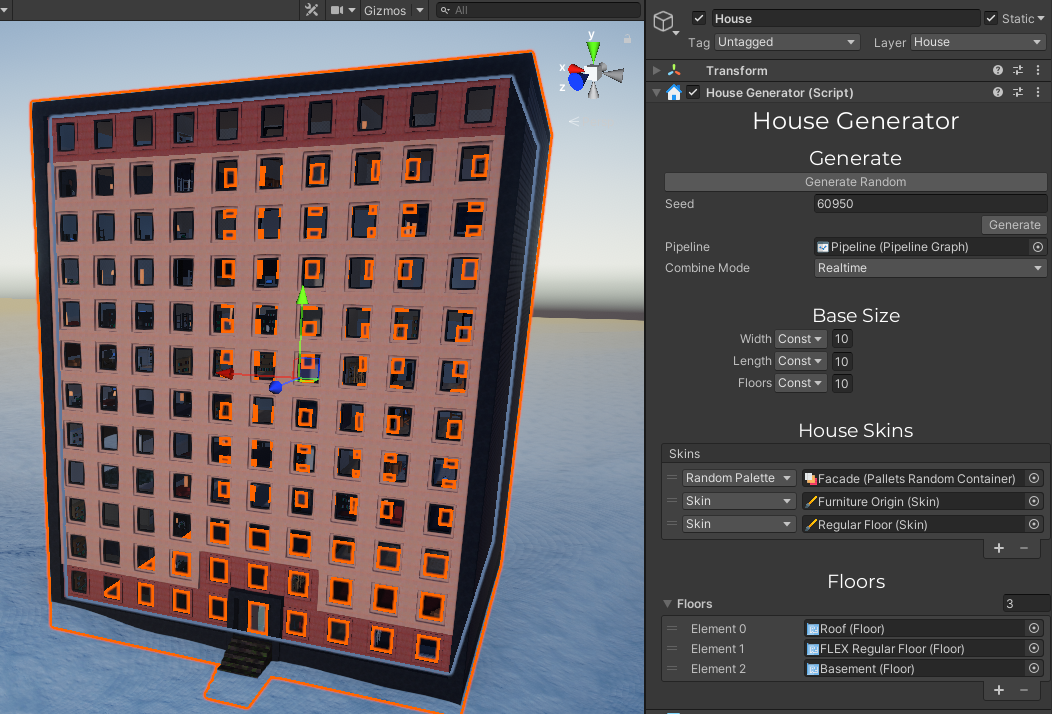 Gizmos
All
y
x
z
House
Static
Tag Untagged Layer House
Transform
House Generator (Script)
House Generator
Generate
Generate Random
Seed 60950
Generate
Pipeline Pipeline (Pipeline Graph)
Combine Mode Realtime
Base Size
Width Const 10
Length Const 10
Floors Const 10
House Skins
Skins
Random Palette Facade (Pallets Random Container)
Skin Furniture Origin (Skin)
Skin Regular Floor (Skin)
Floors
Floors 3
Element 0 Roof (Floor)
Element 1 FLEX Regular Floor (Floor)
Element 2 Basement (Floor)